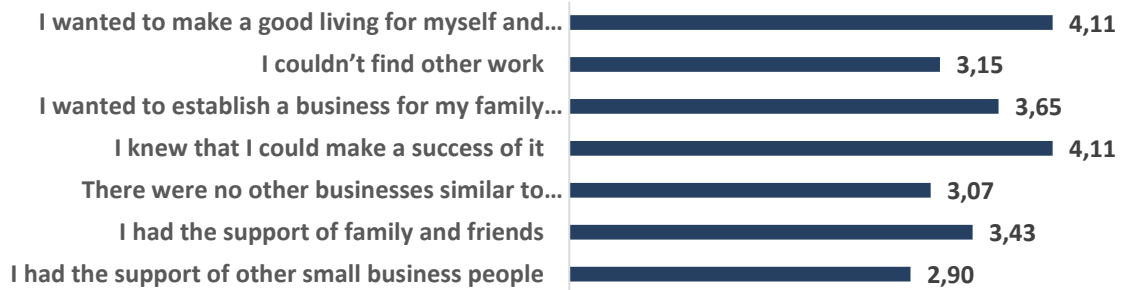 I wanted to make a good living for myself and… 4,11
I couldn’t find other work 3,15
I wanted to establish a business for my family… 3,65
I knew that I could make a success of it 4,11
There were no other businesses similar to… 3,07
I had the support of family and friends 3,43
I had the support of other small business people 2,90